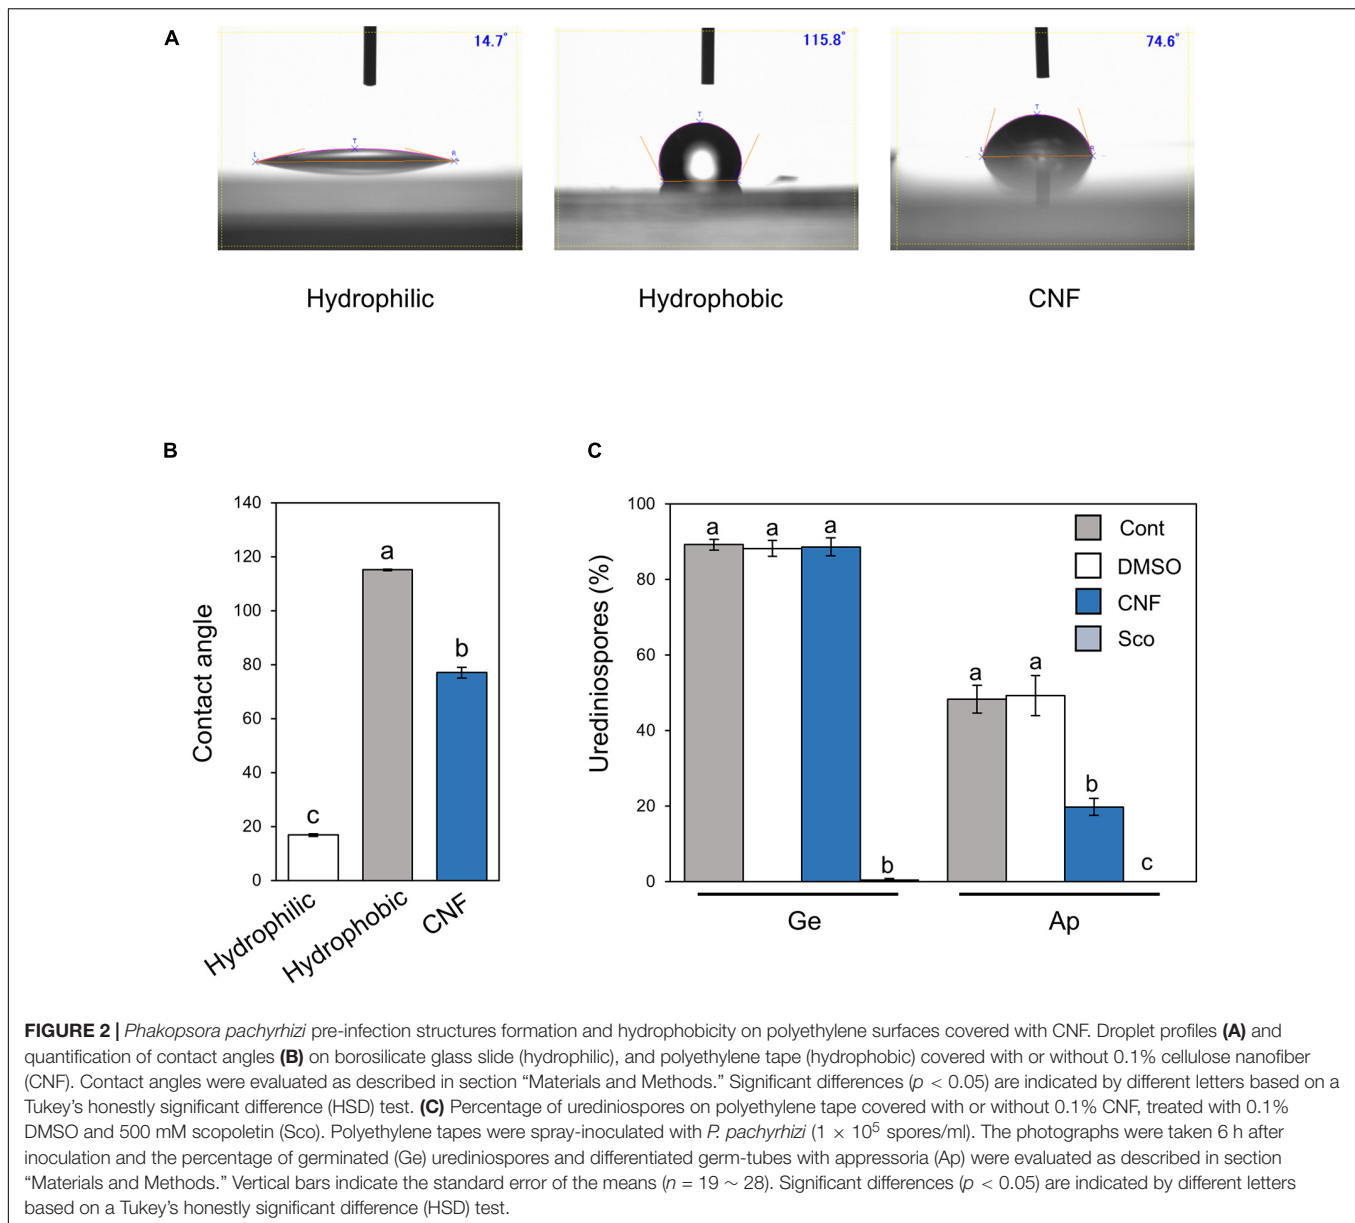 A
14.7°
115.8°
74.6°
T
L
R
T
T
L
R
Hydrophilic
Hydrophobic
CNF
B
C
Contact angle
140
120
100
80
60
40
20
0
c
a
b
Hydrophilic
Hydrophobic
CNF
Urediniospores (%)
100
80
60
40
20
0
a
a
a
b
a
a
b
c
Cont
DMSO
CNF
Sco
Ge
Ap
FIGURE 2 | Phakopsora pachyrhizi pre-infection structures formation and hydrophobicity on polyethylene surfaces covered with CNF. Droplet profiles (A) and
quantification of contact angles (B) on borosilicate glass slide (hydrophilic), and polyethylene tape (hydrophobic) covered with or without 0.1% cellulose nanofiber
(CNF). Contact angles were evaluated as described in section “Materials and Methods.” Significant differences (p < 0.05) are indicated by different letters based on a
Tukey’s honestly significant difference (HSD) test. (C) Percentage of urediniospores on polyethylene tape covered with or without 0.1% CNF, treated with 0.1%
DMSO and 500 mM scopoletin (Sco). Polyethylene tapes were spray-inoculated with P. pachyrhizi (1 × 10⁵ spores/ml). The photographs were taken 6 h after
inoculation and the percentage of germinated (Ge) urediniospores and differentiated germ-tubes with appressoria (Ap) were evaluated as described in section
“Materials and Methods.” Vertical bars indicate the standard error of the means (n = 19 ∼ 28). Significant differences (p < 0.05) are indicated by different letters
based on a Tukey’s honestly significant difference (HSD) test.